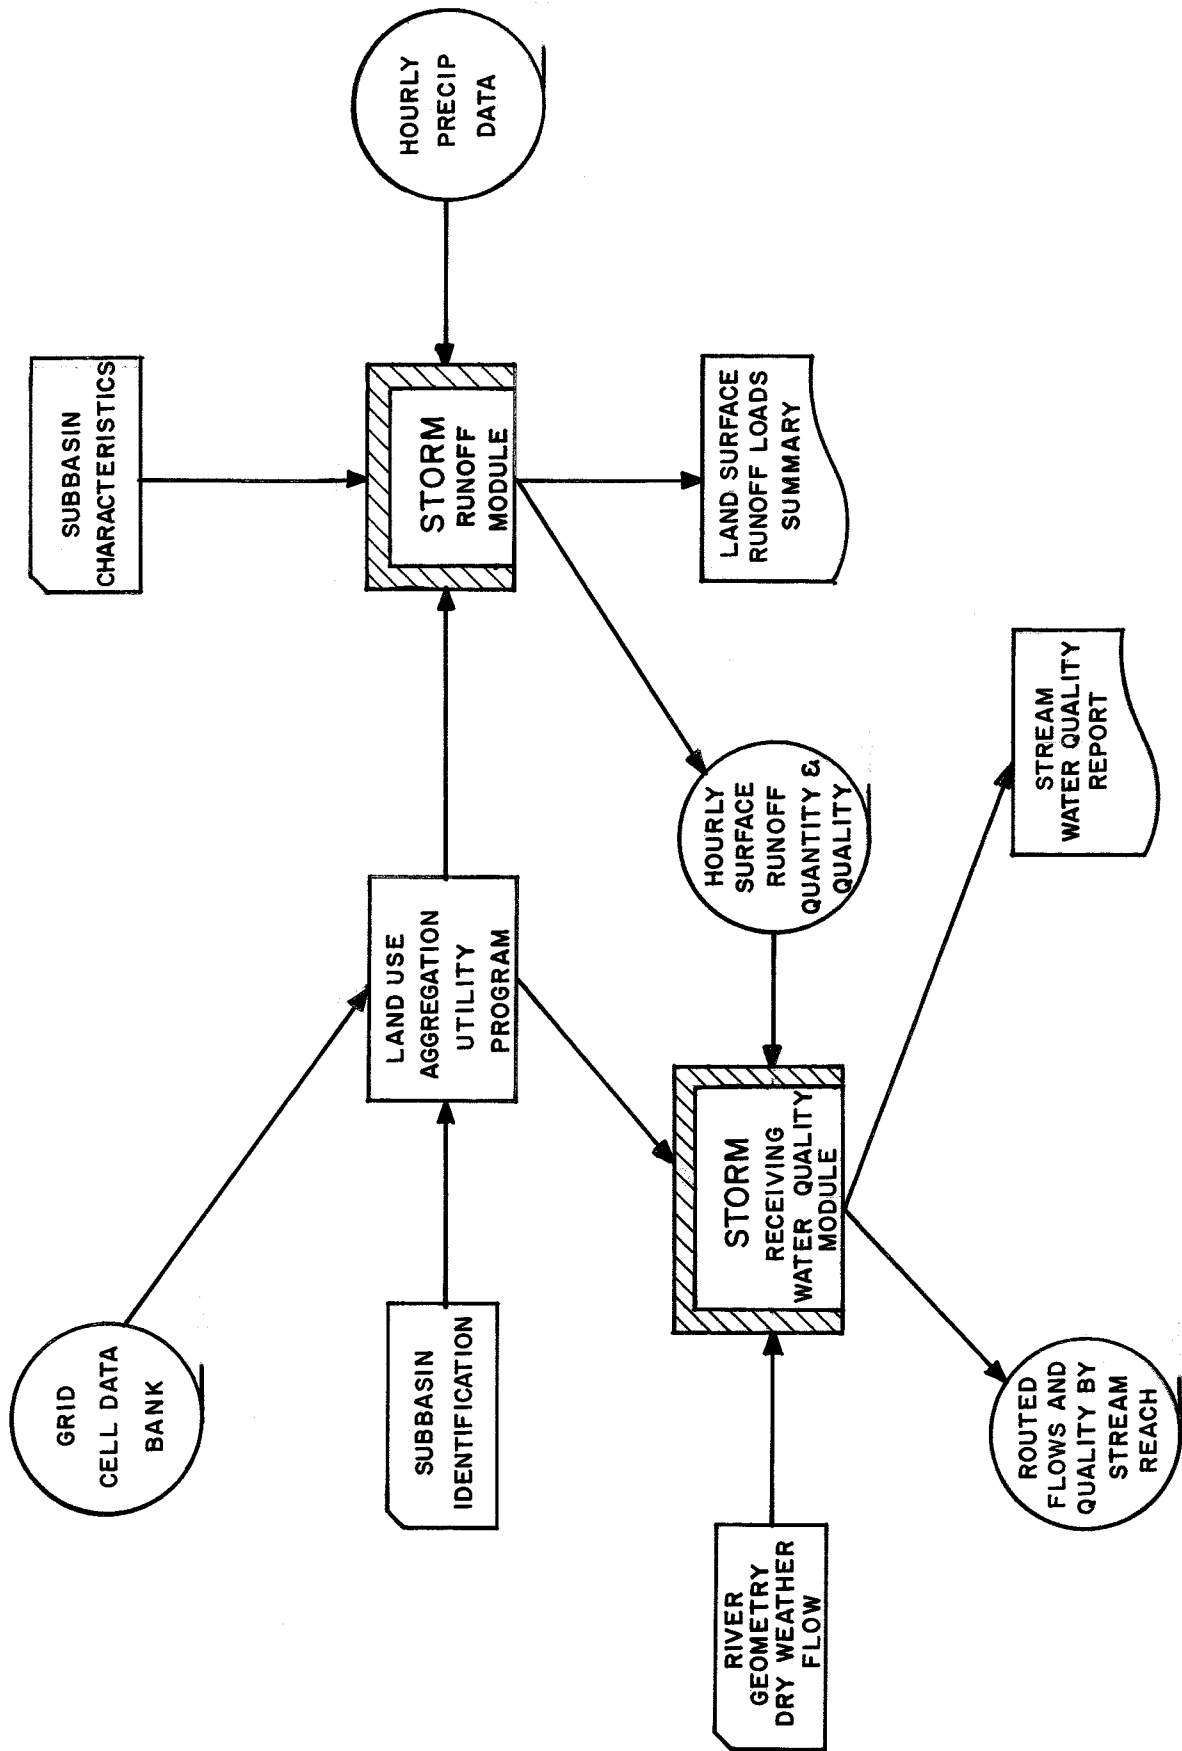 GRID
CELL DATA
BANK
SUBBASIN
CHARACTERISTICS
SUBBASIN
IDENTIFICATION
LAND USE
AGGREGATION
UTILITY
PROGRAM
STORM
RUNOFF
MODULE
HOURLY
PRECIP
DATA
RIVER
GEOMETRY
DRY WEATHER
FLOW
STORM
RECEIVING
WATER QUALITY
MODULE
HOURLY
SURFACE
RUNOFF
QUANTITY &
QUALITY
LAND SURFACE
RUNOFF LOADS
SUMMARY
ROUTED
FLOWS AND
QUALITY BY
STREAM
REACH
STREAM
WATER QUALITY
REPORT